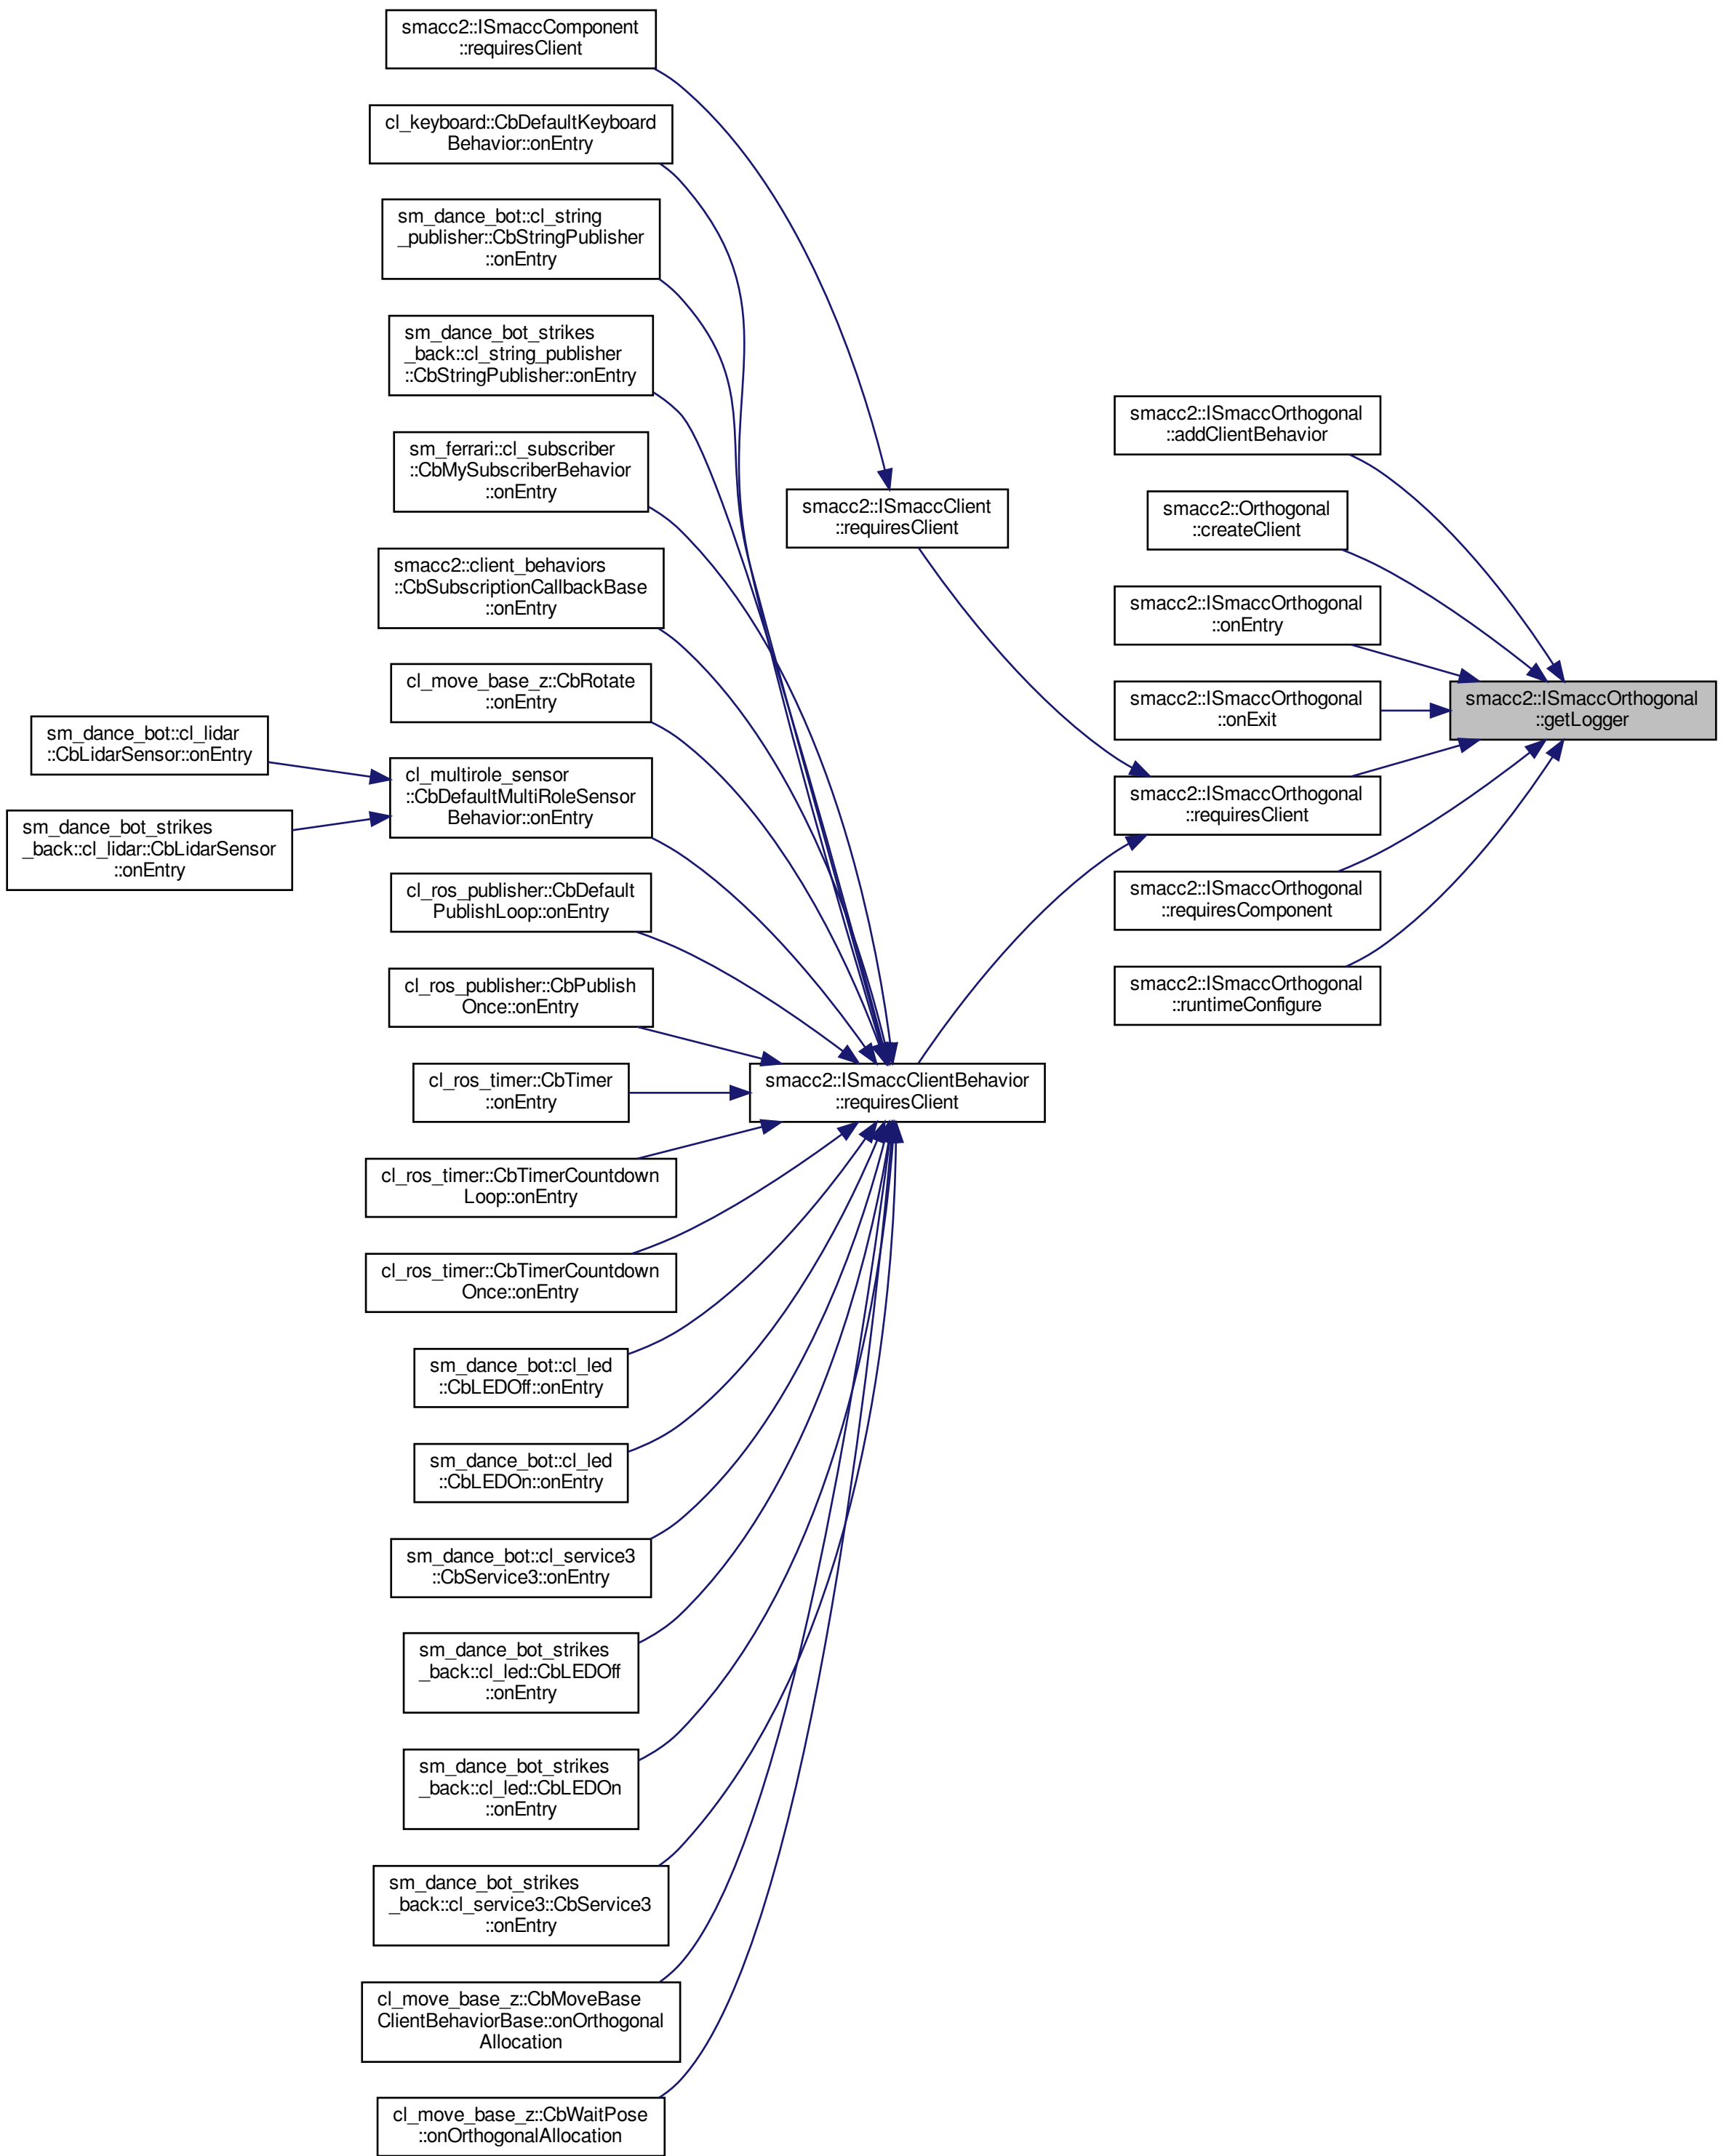 smacc2::ISmaccComponent
::requiresClient
cl_keyboard::CbDefaultKeyboard
Behavior::onEntry
sm_dance_bot::cl_string
_publisher::CbStringPublisher
::onEntry
sm_dance_bot_strikes
_back::cl_string_publisher
::CbStringPublisher::onEntry
sm_ferrari::cl_subscriber
::CbMySubscriberBehavior
::onEntry
smacc2::client_behaviors
::CbSubscriptionCallbackBase
::onEntry
cl_move_base_z::CbRotate
::onEntry
sm_dance_bot::cl_lidar
::CbLidarSensor::onEntry
sm_dance_bot_strikes
_back::cl_lidar::CbLidarSensor
::onEntry
cl_multirole_sensor
::CbDefaultMultiRoleSensor
Behavior::onEntry
cl_ros_publisher::CbDefault
PublishLoop::onEntry
cl_ros_publisher::CbPublish
Once::onEntry
cl_ros_timer::CbTimer
::onEntry
cl_ros_timer::CbTimerCountdown
Loop::onEntry
cl_ros_timer::CbTimerCountdown
Once::onEntry
sm_dance_bot::cl_led
::CbLEDOff::onEntry
sm_dance_bot::cl_led
::CbLEDOn::onEntry
sm_dance_bot::cl_service3
::CbService3::onEntry
sm_dance_bot_strikes
_back::cl_led::CbLEDOff
::onEntry
sm_dance_bot_strikes
_back::cl_led::CbLEDOn
::onEntry
sm_dance_bot_strikes
_back::cl_service3::CbService3
::onEntry
cl_move_base_z::CbMoveBase
ClientBehaviorBase::onOrthogonal
Allocation
cl_move_base_z::CbWaitPose
::onOrthogonalAllocation
smacc2::ISmaccClient
::requiresClient
smacc2::ISmaccClientBehavior
::requiresClient
smacc2::ISmaccOrthogonal
::addClientBehavior
smacc2::Orthogonal
::createClient
smacc2::ISmaccOrthogonal
::onEntry
smacc2::ISmaccOrthogonal
::onExit
smacc2::ISmaccOrthogonal
::requiresClient
smacc2::ISmaccOrthogonal
::requiresComponent
smacc2::ISmaccOrthogonal
::runtimeConfigure
smacc2::ISmaccOrthogonal
::getLogger